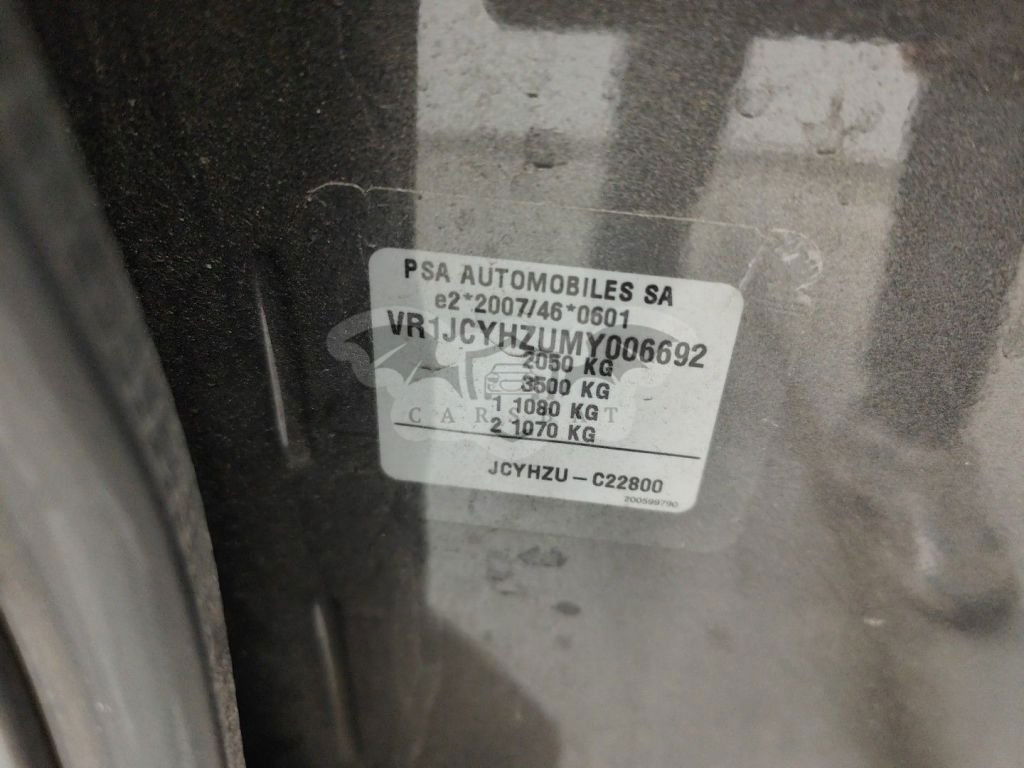 PSA AUTOMOBILES SA
e2*2007/46*0601
VR1JCYHZUMY006692
2050 KG
3500 KG
1 1080 KG
2 1070 KG
JCYHZU – C22800
200599790